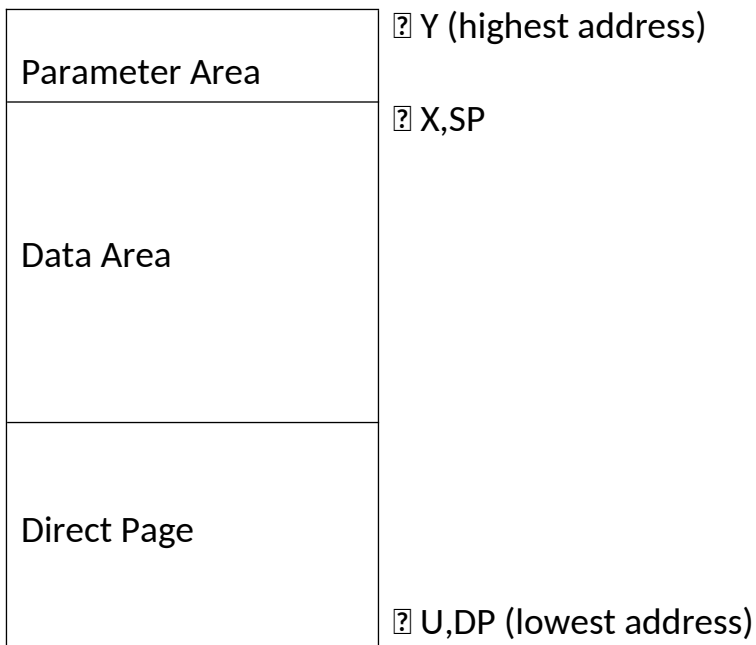 ⍰ Y (highest address)
Parameter Area
⍰ X,SP
Data Area
Direct Page
⍰ U,DP (lowest address)